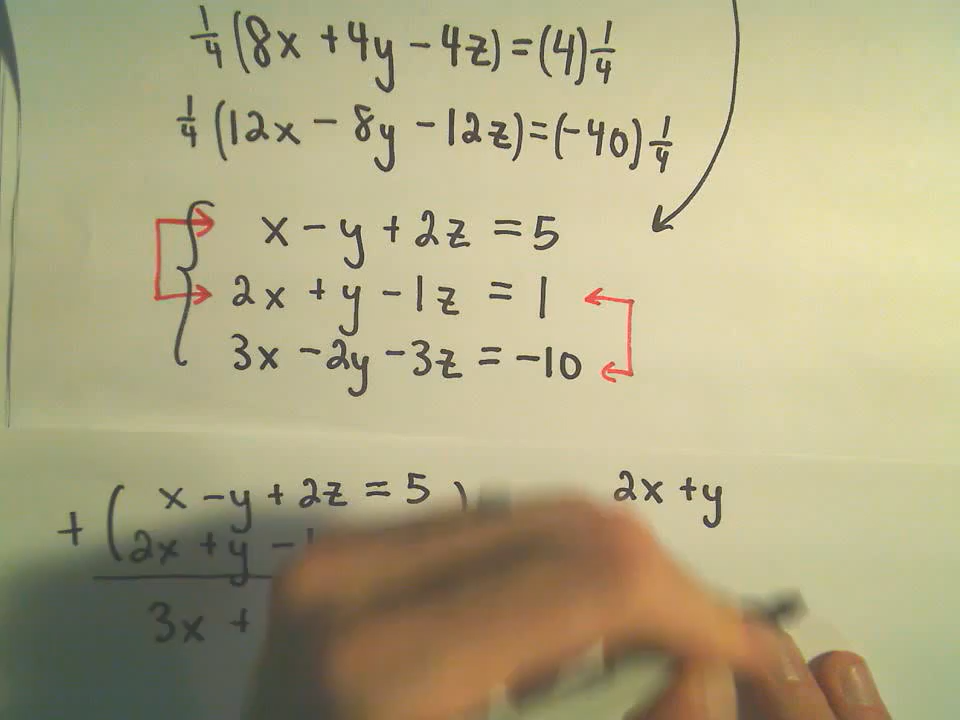 1/4 (8x + 4y - 4z) = (4) 1/4
1/4 (12x - 8y - 12z) = (-40) 1/4
x - y + 2z = 5
2x + y - 1z = 1
3x - 2y - 3z = -10
+ ( x - y + 2z = 5 )
2x + y - 1
2x + y
3x +